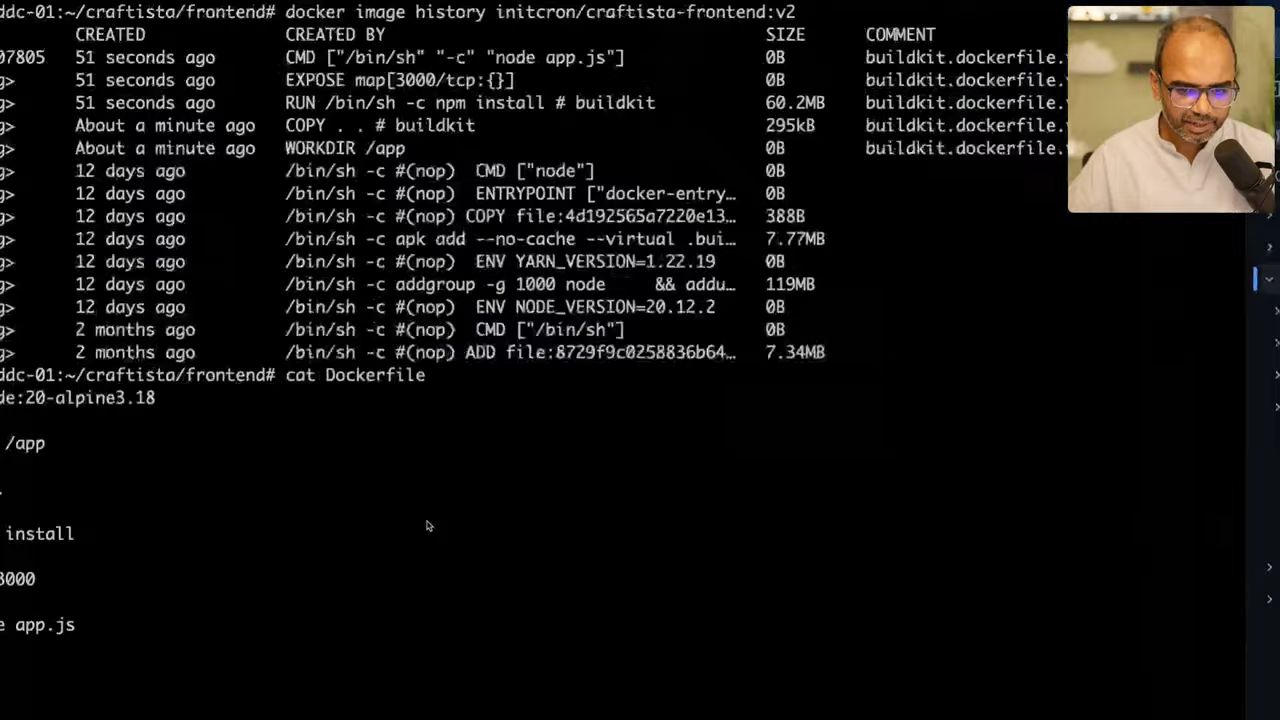 ddc-01:~/craftista/frontend# docker image history initcron/craftista-frontend:v2
CREATED CREATED BY SIZE COMMENT
07805 51 seconds ago CMD ["/bin/sh" "-c" "node app.js"] 0B buildkit.dockerfile.
g> 51 seconds ago EXPOSE map[3000/tcp:{}] 0B buildkit.dockerfile.
g> 51 seconds ago RUN /bin/sh -c npm install # buildkit 60.2MB buildkit.dockerfile.
g> About a minute ago COPY . . # buildkit 295kB buildkit.dockerfile.
g> About a minute ago WORKDIR /app 0B buildkit.dockerfile.
g> 12 days ago /bin/sh -c #(nop) CMD ["node"] 0B
g> 12 days ago /bin/sh -c #(nop) ENTRYPOINT ["docker-entry… 0B
g> 12 days ago /bin/sh -c #(nop) COPY file:4d192565a7220e13… 388B
g> 12 days ago /bin/sh -c apk add --no-cache --virtual .bui… 7.77MB
g> 12 days ago /bin/sh -c #(nop) ENV YARN_VERSION=1.22.19 0B
g> 12 days ago /bin/sh -c addgroup -g 1000 node && addu… 119MB
g> 12 days ago /bin/sh -c #(nop) ENV NODE_VERSION=20.12.2 0B
g> 2 months ago /bin/sh -c #(nop) CMD ["/bin/sh"] 0B
g> 2 months ago /bin/sh -c #(nop) ADD file:8729f9c0258836b64… 7.34MB
ddc-01:~/craftista/frontend# cat Dockerfile
de:20-alpine3.18
/app
.
install
3000
e app.js